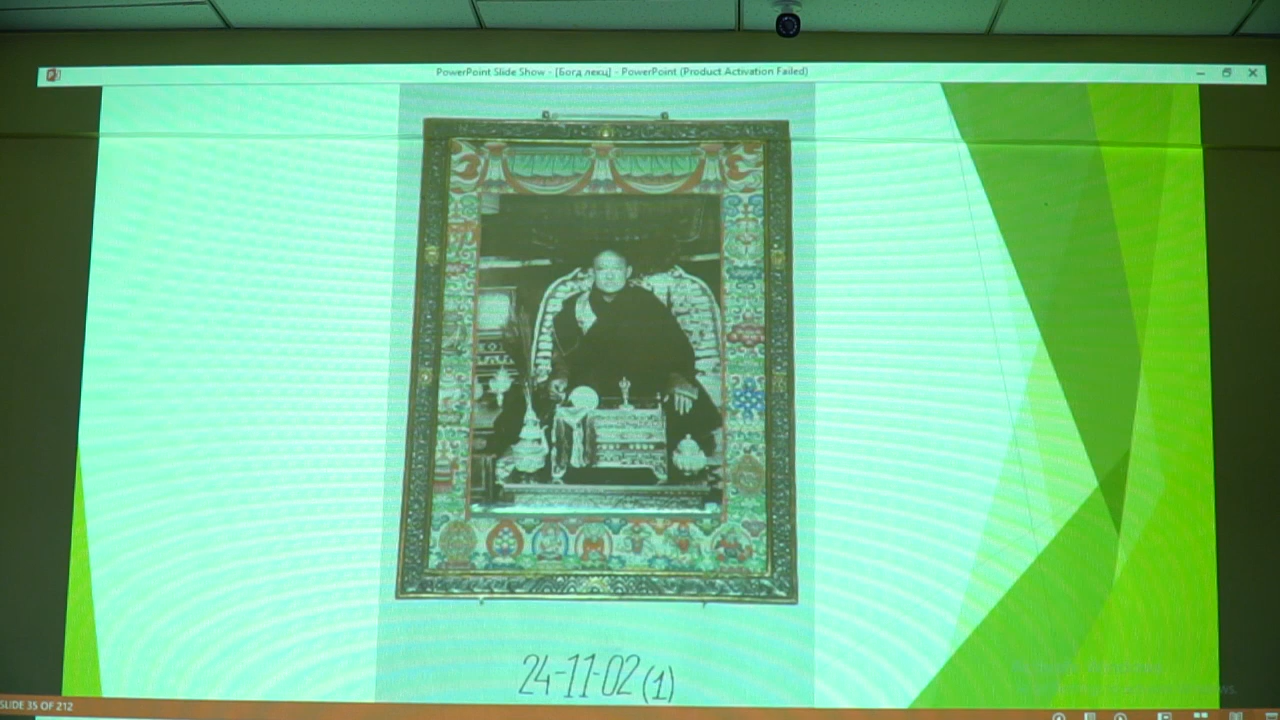 PowerPoint Slide Show - [Богд лекц] - PowerPoint (Product Activation Failed)
24-11-02 (1)
SLIDE 35 OF 212